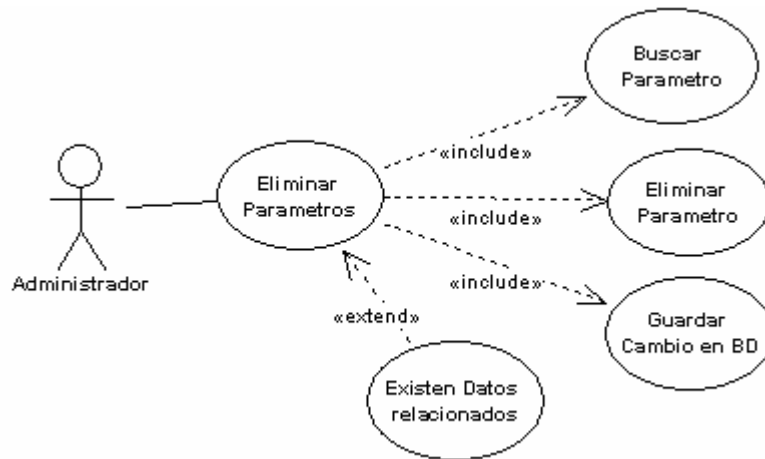 Buscar
Parametro
«include»
Eliminar
Parametros
Eliminar
Parametro
«include»
Administrador
«include»
«extend»
Guardar
Cambio en BD
Existen Datos
relacionados